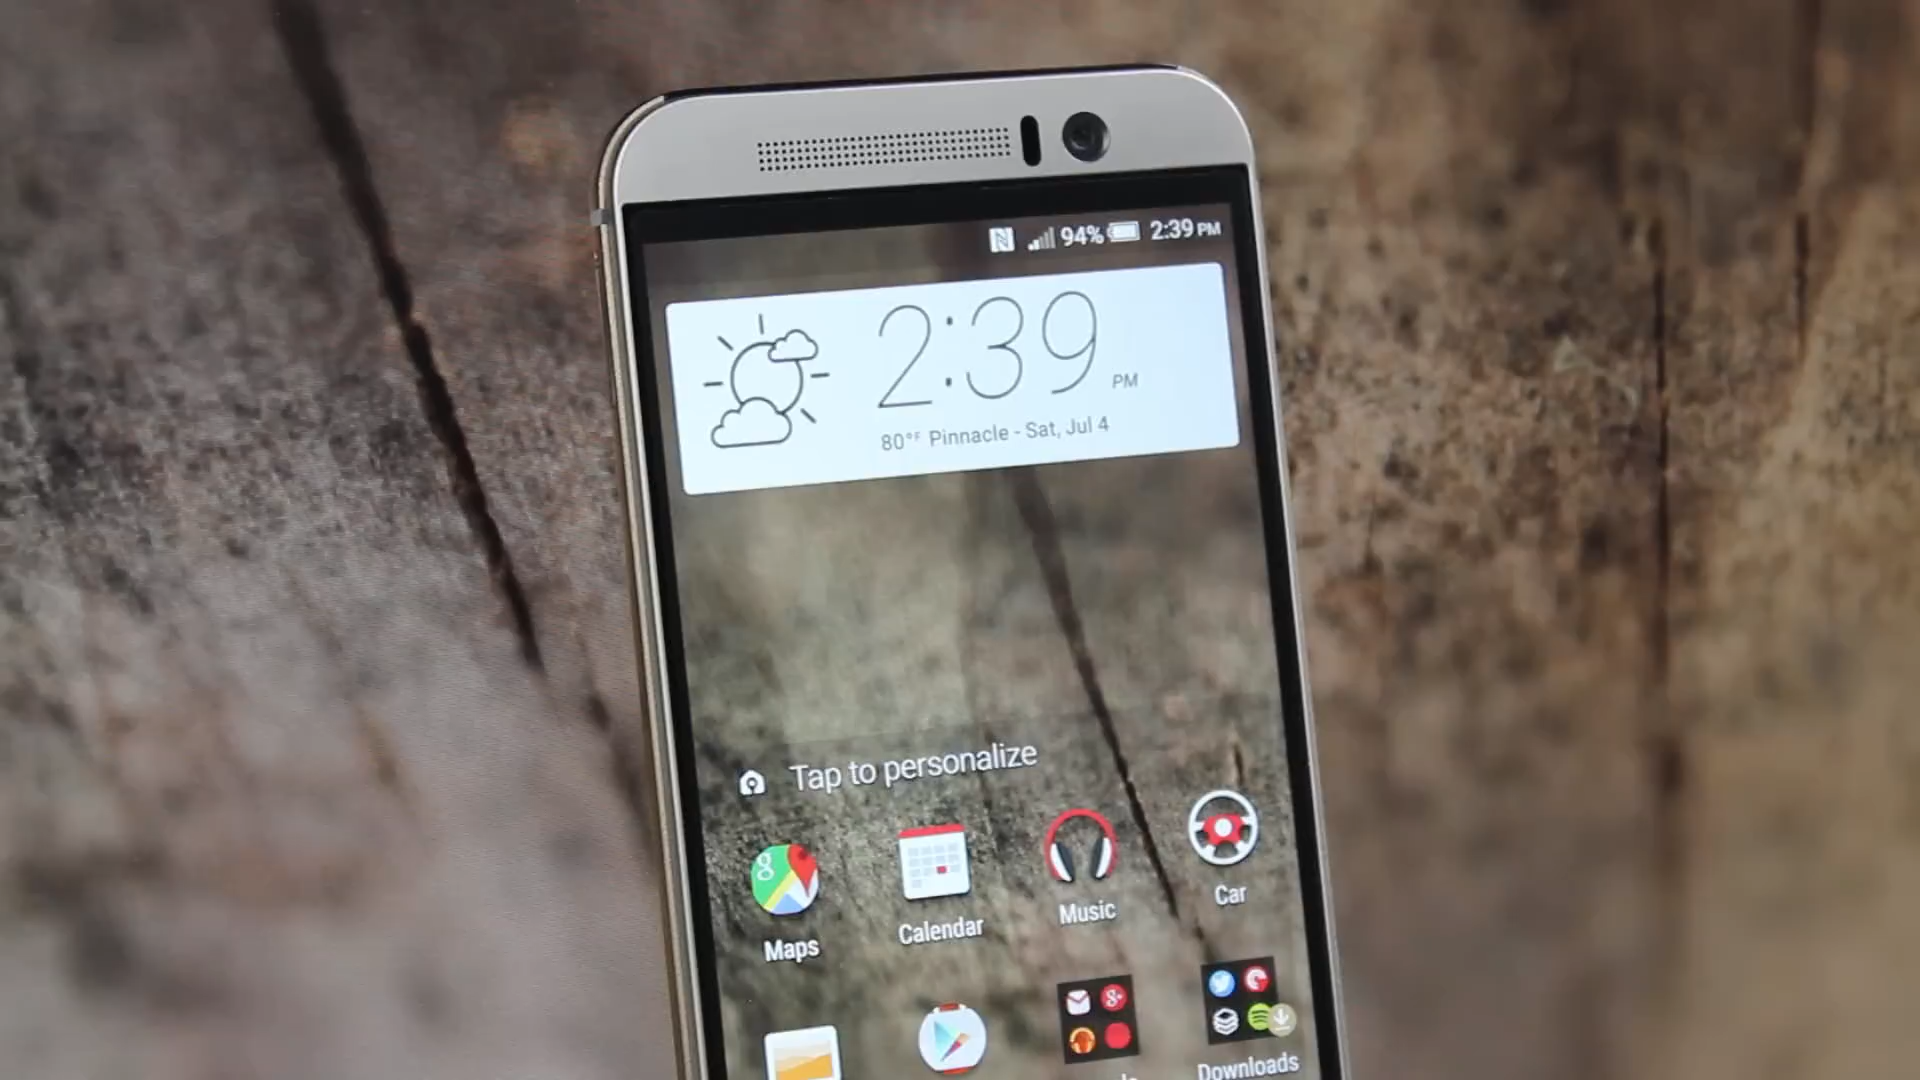 94% 2:39 PM
2:39 PM
80°F Pinnacle - Sat, Jul 4
Tap to personalize
Maps
Calendar
Music
Car
Downloads